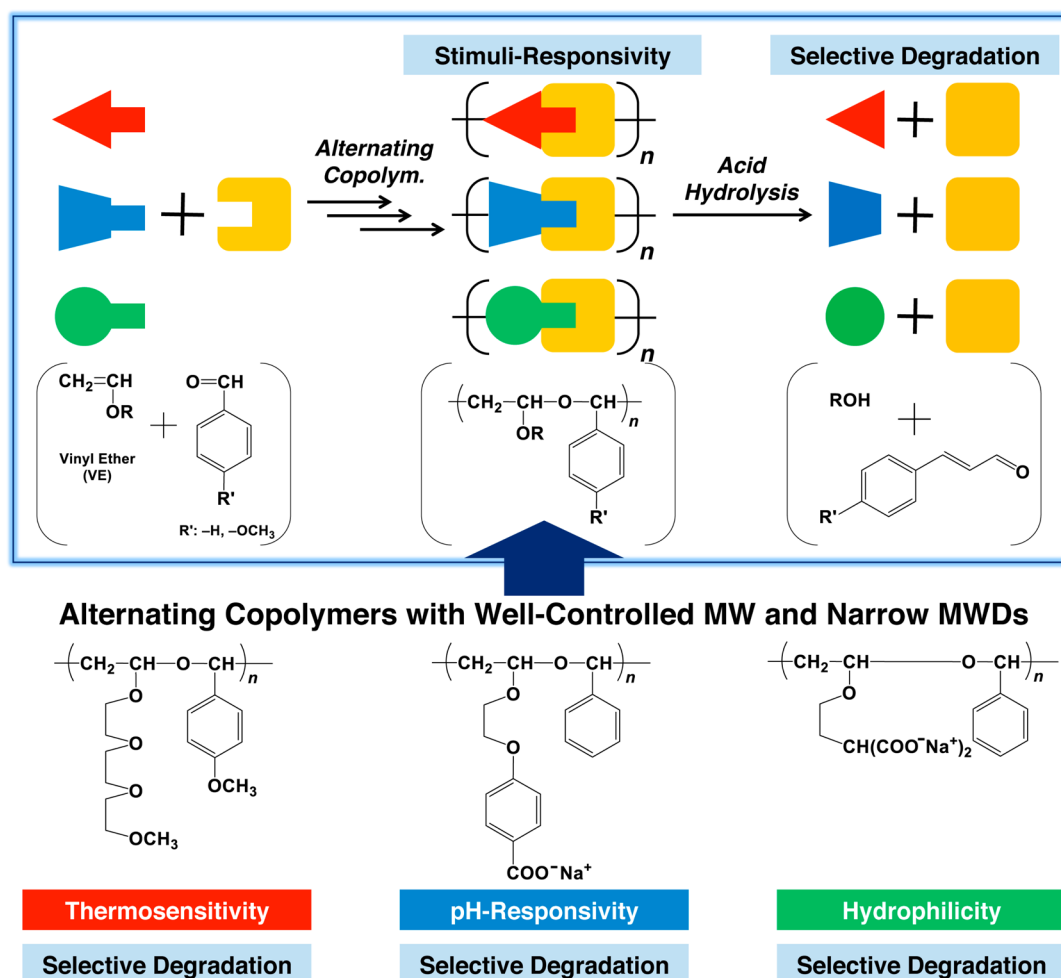 Stimuli-Responsivity
Selective Degradation
Alternating
Copolym.
Acid
Hydrolysis
n
n
n
CH2=CH
OR
Vinyl Ether
(VE)
O=CH
R'
R': –H, –OCH3
(CH2–CH–O–CH)n
OR
R'
ROH
R'
O
Alternating Copolymers with Well-Controlled MW and Narrow MWDs
(CH2–CH–O–CH)n
O
O
O
OCH3
OCH3
(CH2–CH–O–CH)n
O
O
COO⁻Na⁺
(CH2–CH–O–CH)n
O
CH(COO⁻Na⁺)2
Thermosensitivity
pH-Responsivity
Hydrophilicity
Selective Degradation
Selective Degradation
Selective Degradation